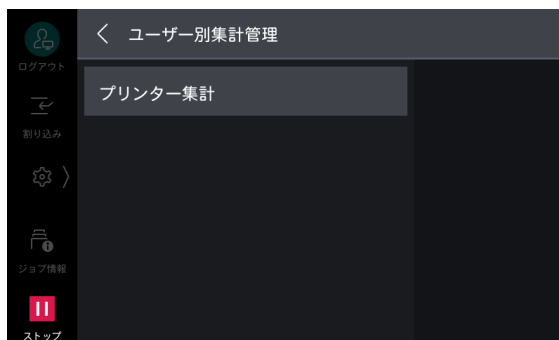 ユーザー別集計管理
ログアウト
プリンター集計
割り込み
ジョブ情報
ストップ